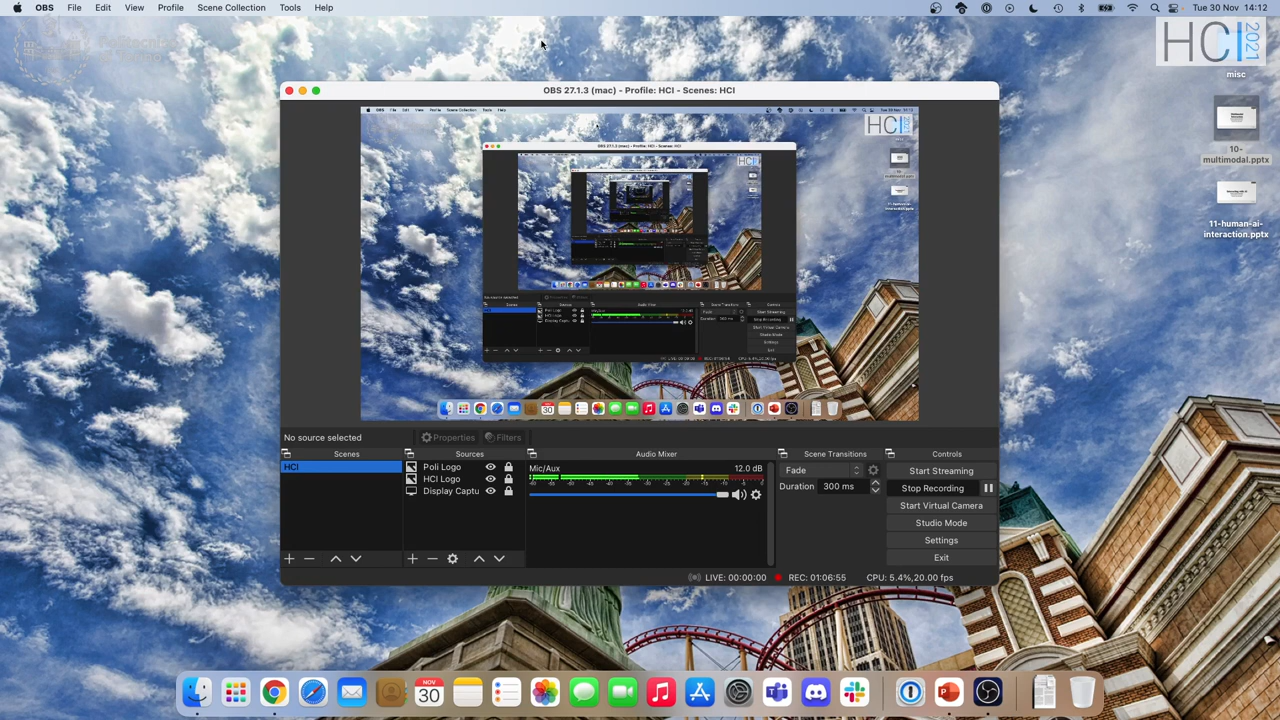 OBS File Edit View Profile Scene Collection Tools Help
Tue 30 Nov 14:12
HCI 2021
misc
10-
multimodal.pptx
11-human-ai-
interaction.pptx
OBS 27.1.3 (mac) - Profile: HCI - Scenes: HCI
No source selected
Properties
Filters
Scenes
HCI
Sources
Poli Logo
HCI Logo
Display Captu
Audio Mixer
Mic/Aux
12.0 dB
Scene Transitions
Fade
Duration 300 ms
Controls
Start Streaming
Stop Recording
Start Virtual Camera
Studio Mode
Settings
Exit
LIVE: 00:00:00
REC: 01:06:55
CPU: 5.4%,20.00 fps
NOV
30